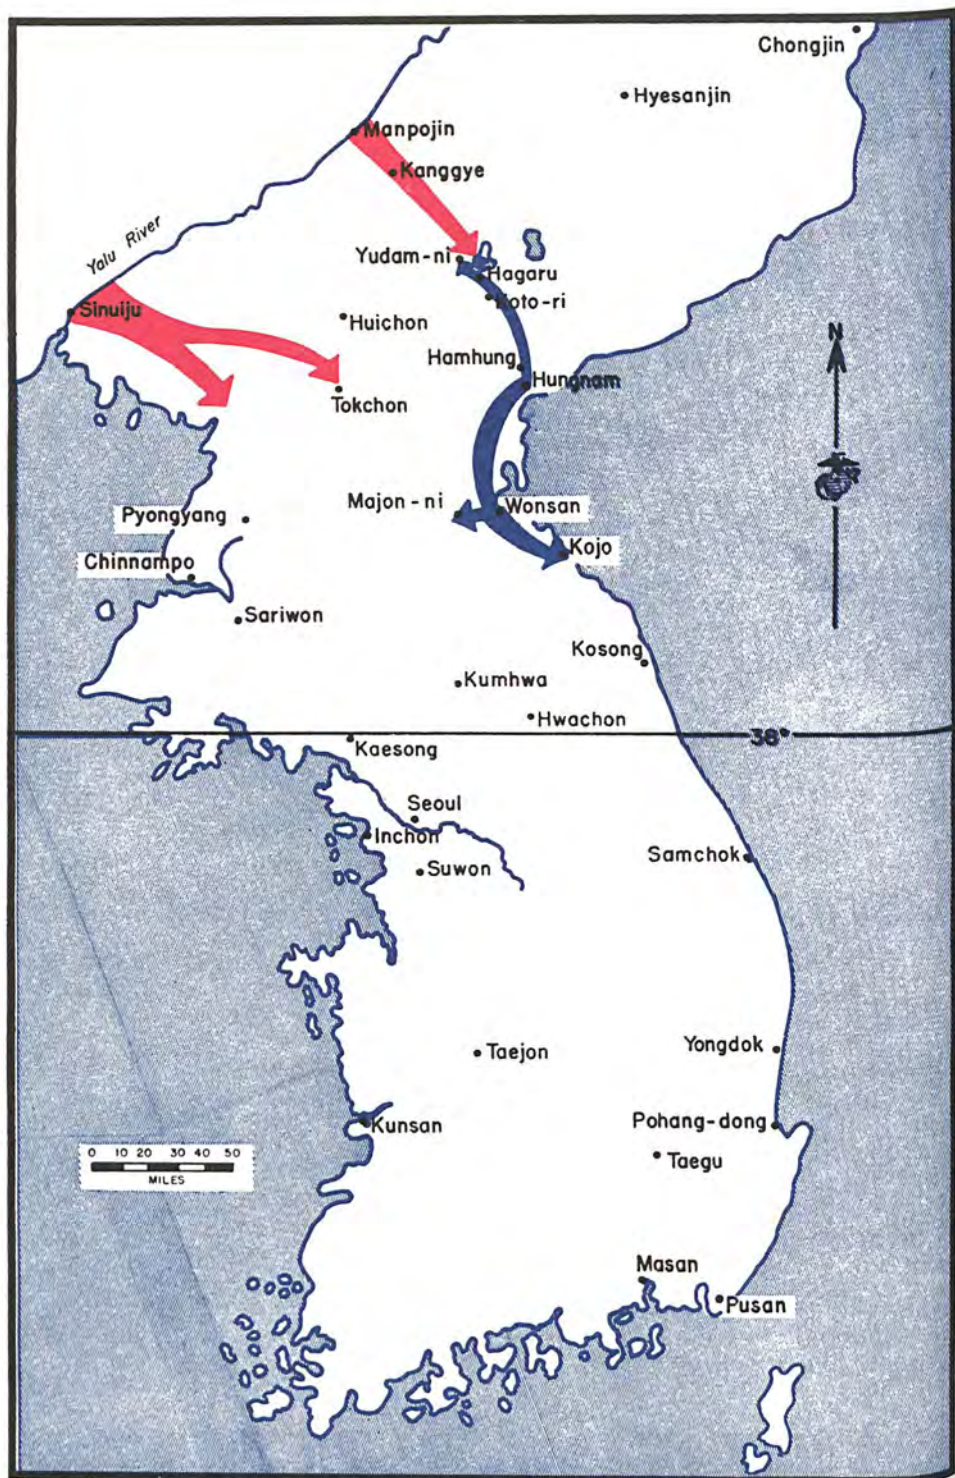 Chongjin
Hyesanjin
Manpojin
Kanggye
Yalu River
Yudam-ni
Hagaru
Koto-ri
Sinuiju
Huichon
N
Hamhung
Hungnam
Tokchon
Majon-ni
Wonsan
Pyongyang
Kojo
Chinnampo
Sariwon
Kosong
Kumhwa
Hwachon
38°
Kaesong
Seoul
Inchon
Samchok
Suwon
Yongdok
Taejon
Kunsan
Pohang-dong
Taegu
0 10 20 30 40 50
MILES
Masan
Pusan